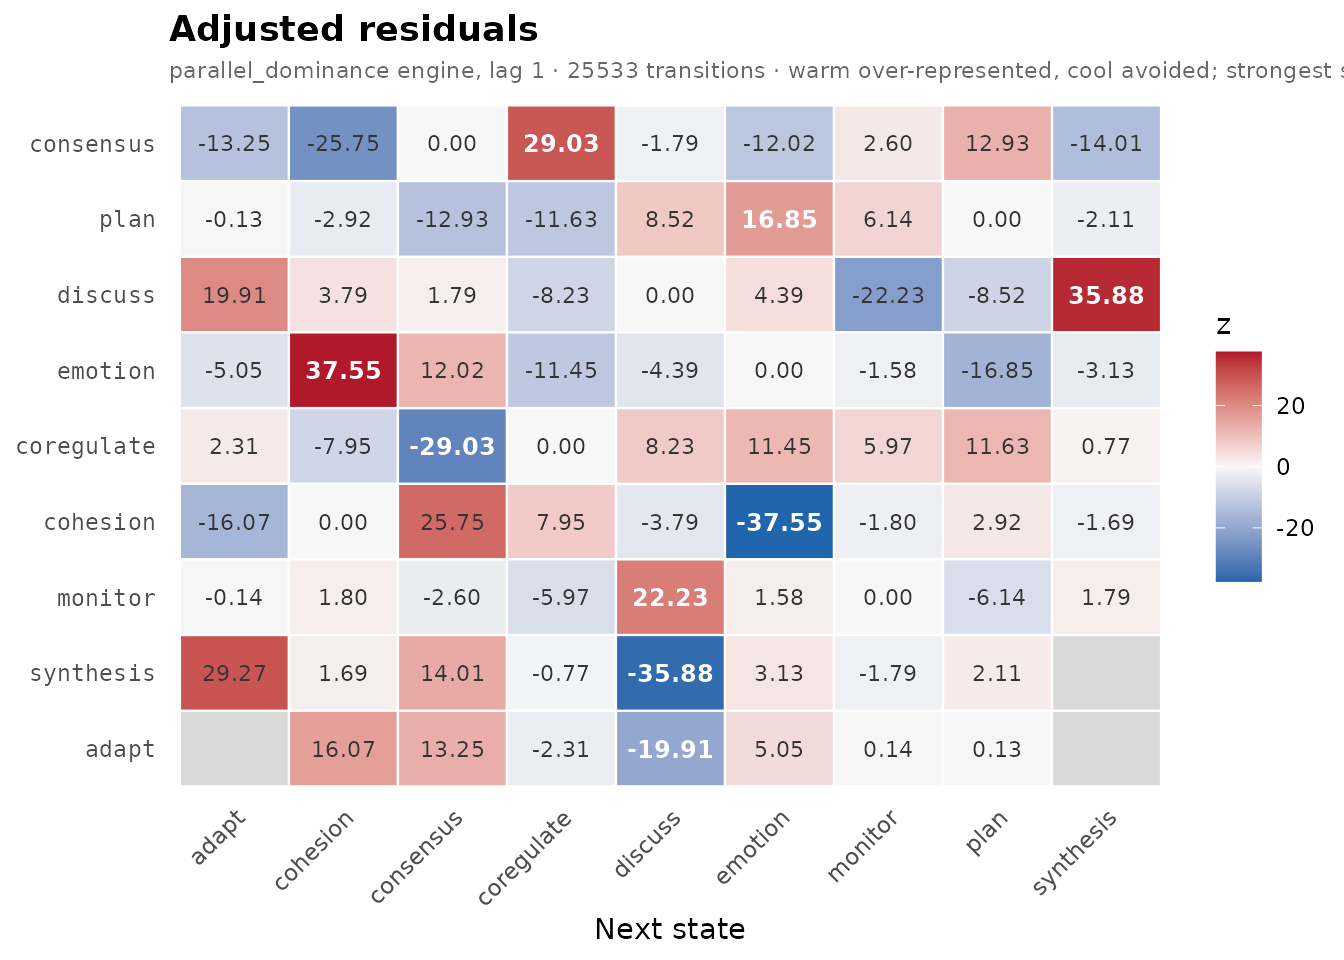 Adjusted residuals
parallel_dominance engine, lag 1 · 25533 transitions · warm over-represented, cool avoided; strongest
consensus -13.25 -25.75 0.00 29.03 -1.79 -12.02 2.60 12.93 -14.01
plan -0.13 -2.92 -12.93 -11.63 8.52 16.85 6.14 0.00 -2.11
discuss 19.91 3.79 1.79 -8.23 0.00 4.39 -22.23 -8.52 35.88
emotion -5.05 37.55 12.02 -11.45 -4.39 0.00 -1.58 -16.85 -3.13
coregulate 2.31 -7.95 -29.03 0.00 8.23 11.45 5.97 11.63 0.77
cohesion -16.07 0.00 25.75 7.95 -3.79 -37.55 -1.80 2.92 -1.69
monitor -0.14 1.80 -2.60 -5.97 22.23 1.58 0.00 -6.14 1.79
synthesis 29.27 1.69 14.01 -0.77 -35.88 3.13 -1.79 2.11
adapt 16.07 13.25 -2.31 -19.91 5.05 0.14 0.13
adapt cohesion consensus coregulate discuss emotion monitor plan synthesis
Next state
z
20
0
-20